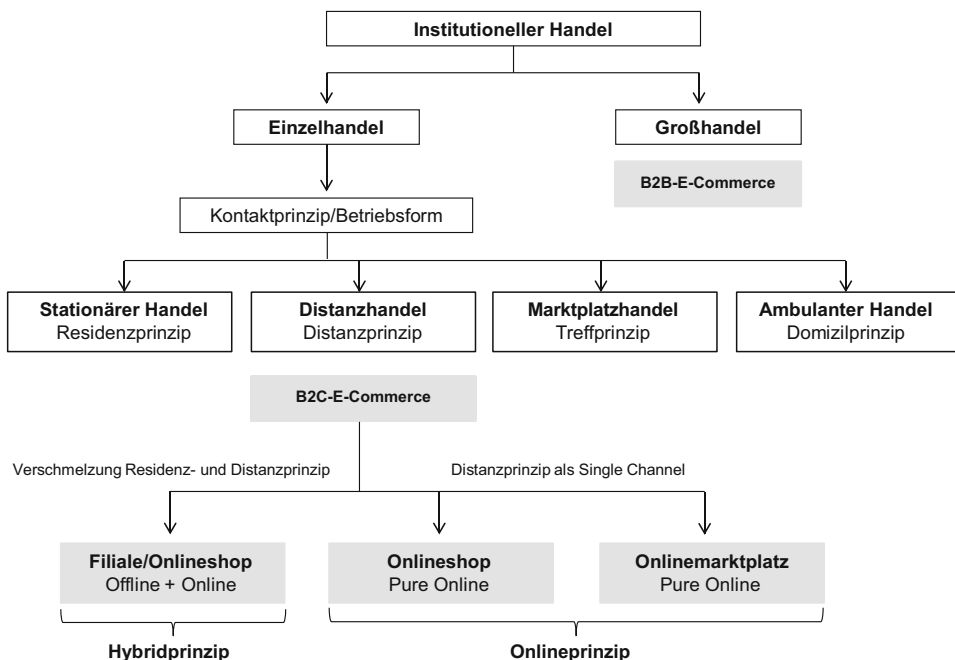 Institutioneller Handel
Einzelhandel
Großhandel
B2B-E-Commerce
Kontaktprinzip/Betriebsform
Stationärer Handel
Residenzprinzip
Distanzhandel
Distanzprinzip
Marktplatzhandel
Treffprinzip
Ambulanter Handel
Domizilprinzip
B2C-E-Commerce
Verschmelzung Residenz- und Distanzprinzip
Distanzprinzip als Single Channel
Filiale/Onlineshop
Offline + Online
Onlineshop
Pure Online
Onlinemarktplatz
Pure Online
Hybridprinzip
Onlineprinzip